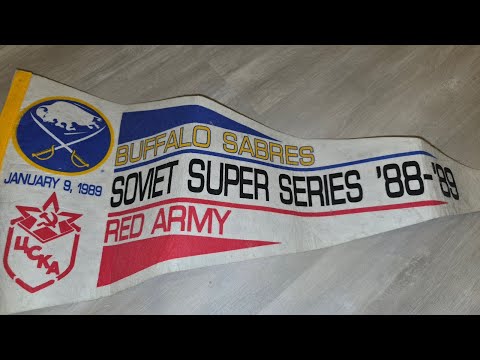 BUFFALO SABRES
JANUARY 9, 1989
SOVIET SUPER SERIES '88-'89
RED ARMY
ЦСКА